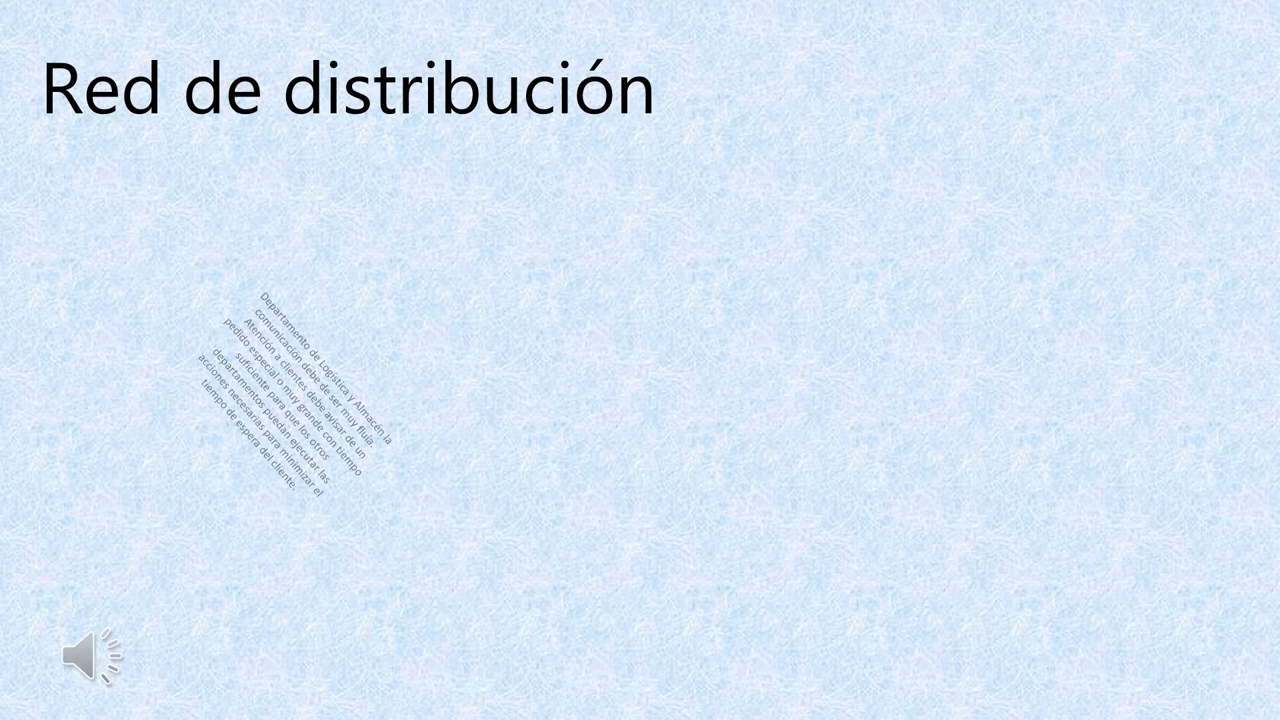 Red de distribución
Departamento de Logística y Almacén la
comunicación debe de ser muy fluía.
Atención a clientes debe avisar de un
pedido especial o muy grande con tiempo
suficiente para que los otros
departamentos puedan ejecutar las
acciones necesarias para minimizar el
tiempo de espera del cliente.